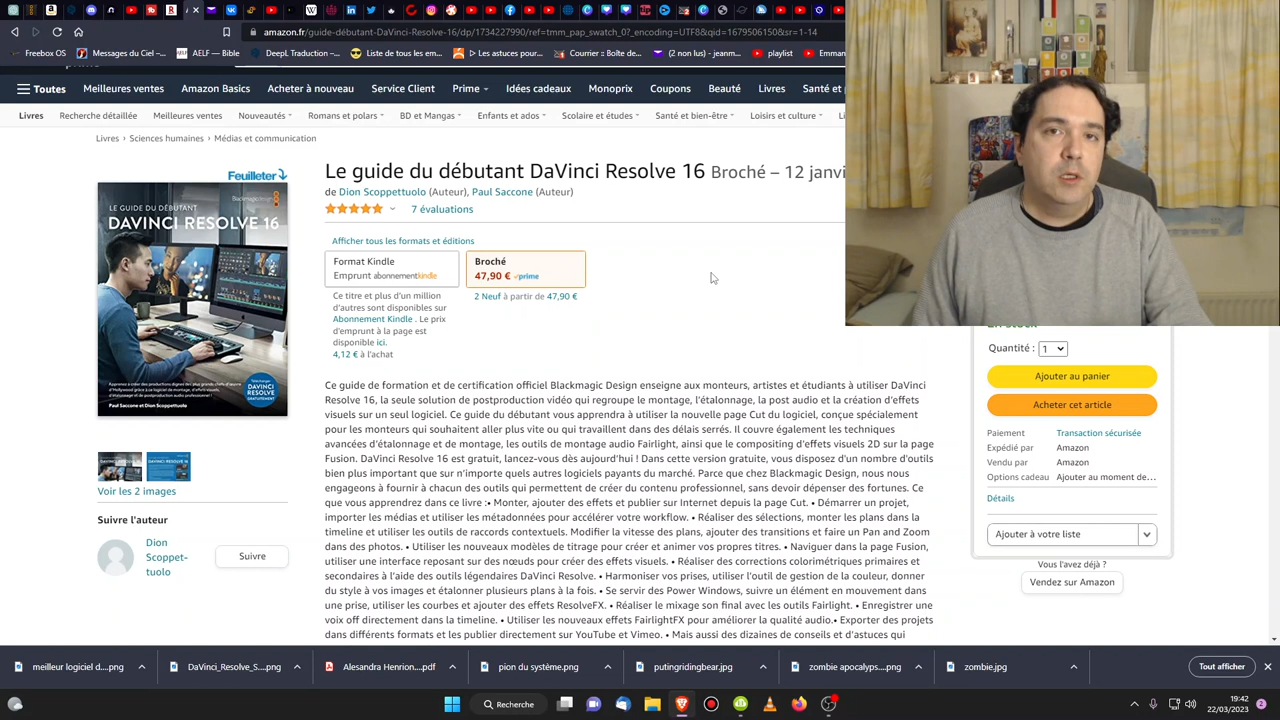 amazon.fr/guide-débutant-DaVinci-Resolve-16/dp/1734227990/ref=tmm_pap_swatch_0?_encoding=UTF8&qid=1679506150&sr=1-14
Freebox OS
Messages du Ciel –...
AELF
Deepl.Traduction –...
Les astuces pour d...
Courrier : Boîte de...
(2 non lus) - jeanm...
YouTube
Emman
Toutes
Meilleures ventes
Amazon Basics
Acheter à nouveau
Service Client
Prime
Idées cadeaux
Monoprix
Coupons
Beauté
Livres
Santé et
Livres
Recherche détaillée
Meilleures ventes
Nouveautés
Romans et polars
BD et Mangas
Enfants et ados
Scolaire et études
Santé et bien-être
Loisirs et culture
Livres › Sciences humaines › Médias et communication
Feuilleter
Le guide du débutant DaVinci Resolve 16 Broché – 12 janvi
de Dion Scoppettuolo (Auteur), Paul Saccone (Auteur)
7 évaluations
LE GUIDE DU DÉBUTANT
Blackmagicdesign
DAVINCI RESOLVE 16
Apprenez à créer des productions dignes des plus grands chefs d'œuvre
Paul Saccone et Dion Scoppettuolo
DAVINCI
RESOLVE
Voir les 2 images
Suivre l'auteur
Dion
Scoppet-
tuolo
Suivre
Afficher tous les formats et éditions
Format Kindle
Emprunt abonnementkindle
Broché
47,90 € prime
Ce titre et plus d'un million
d'autres sont disponibles sur
Abonnement Kindle . Le prix
d'emprunt à la page est
disponible ici.
4,12 € à l'achat
2 Neuf à partir de 47,90 €
Ce guide de formation et de certification officiel Blackmagic Design enseigne aux monteurs, artistes et étudiants à utiliser DaVinci
Resolve 16, la seule solution de postproduction vidéo qui regroupe le montage, l'étalonnage, la post audio et la création d'effets
visuels sur un seul logiciel. Ce guide du débutant vous apprendra à utiliser la nouvelle page Cut du logiciel, conçue spécialement
pour les monteurs qui souhaitent aller plus vite ou qui travaillent dans des délais serrés. Il couvre également les techniques
avancées d'étalonnage et de montage, les outils de montage audio Fairlight, ainsi que le compositing d'effets visuels 2D sur la page
Fusion. DaVinci Resolve 16 est gratuit, lancez-vous dès aujourd'hui ! Dans cette version gratuite, vous disposez d'un nombre d'outils
bien plus important que sur n'importe quels autres logiciels payants du marché. Parce que chez Blackmagic Design, nous nous
engageons à fournir à chacun des outils qui permettent de créer du contenu professionnel, sans devoir dépenser des fortunes. Ce
que vous apprendrez dans ce livre :• Monter, ajouter des effets et publier sur Internet depuis la page Cut. • Démarrer un projet,
importer les médias et utiliser les métadonnées pour accélérer votre workflow. • Réaliser des sélections, monter les plans dans la
timeline et utiliser les outils de raccords contextuels. Modifier la vitesse des plans, ajouter des transitions et faire un Pan and Zoom
dans des photos. • Utiliser les nouveaux modèles de titrage pour créer et animer vos propres titres. • Naviguer dans la page Fusion,
utiliser une interface reposant sur des nœuds pour créer des effets visuels. • Réaliser des corrections colorimétriques primaires et
secondaires à l'aide des outils légendaires DaVinci Resolve. • Harmoniser vos prises, utiliser l'outil de gestion de la couleur, donner
du style à vos images et étalonner plusieurs plans à la fois. • Se servir des Power Windows, suivre un élément en mouvement dans
une prise, utiliser les courbes et ajouter des effets ResolveFX. • Réaliser le mixage son final avec les outils Fairlight. • Enregistrer une
voix off directement dans la timeline. • Utiliser les nouveaux effets FairlightFX pour améliorer la qualité audio.• Exporter des projets
dans différents formats et les publier directement sur YouTube et Vimeo. • Mais aussi des dizaines de conseils et d'astuces qui
Quantité : 1
Ajouter au panier
Acheter cet article
Paiement Transaction sécurisée
Expédié par Amazon
Vendu par Amazon
Options cadeau Ajouter au moment de...
Détails
Ajouter à votre liste
Vous l'avez déjà ?
Vendez sur Amazon
meilleur logiciel d....png
DaVinci_Resolve_S....png
Alexandra Henrion....pdf
pion du système.png
putingridingbear.jpg
zombie apocalyps....png
zombie.jpg
Tout afficher
Recherche
19:42
22/03/2023